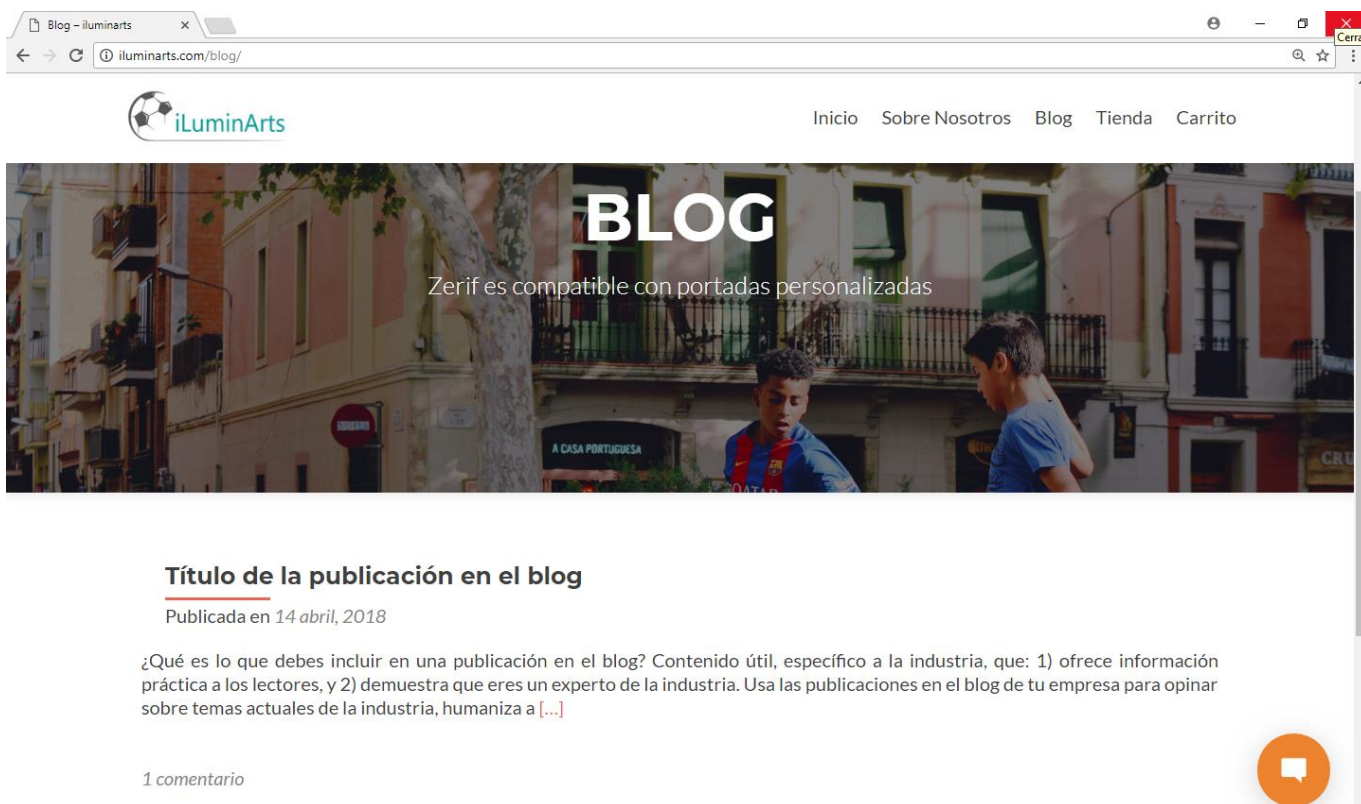 Blog – iluminarts
Cerra
iluminarts.com/blog/
iLuminArts
Inicio Sobre Nosotros Blog Tienda Carrito
BLOG
Zerif es compatible con portadas personalizadas
A CASA PORTUGUESA
QATAR
CRU
Título de la publicación en el blog
Publicada en 14 abril, 2018
¿Qué es lo que debes incluir en una publicación en el blog? Contenido útil, específico a la industria, que: 1) ofrece información
práctica a los lectores, y 2) demuestra que eres un experto de la industria. Usa las publicaciones en el blog de tu empresa para opinar
sobre temas actuales de la industria, humaniza a [...]
1 comentario